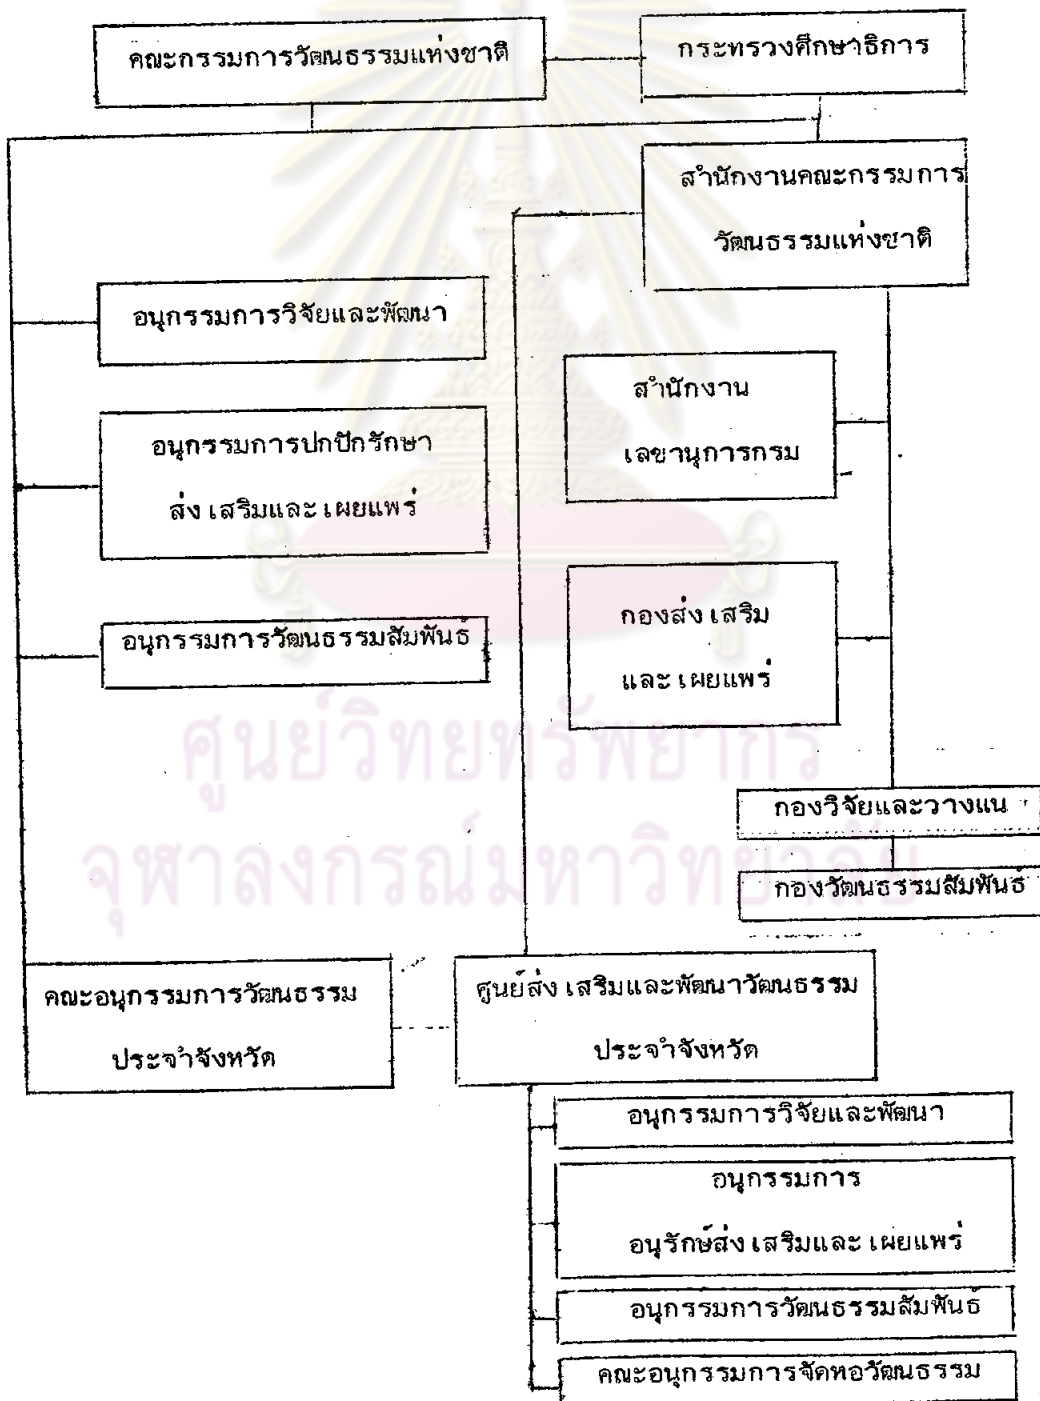 คณะกรรมการวัฒนธรรมแห่งชาติ
กระทรวงศึกษาธิการ
สำนักงานคณะกรรมการ
วัฒนธรรมแห่งชาติ
อนุกรรมการวิจัยและพัฒนา
สำนักงาน
เลขานุการกรม
อนุกรรมการปกปักรักษา
ส่งเสริมและเผยแพร่
กองส่งเสริม
และเผยแพร่
อนุกรรมการวัฒนธรรมสัมพันธ์
ศูนย์วิทยทรัพยากร
จุฬาลงกรณ์มหาวิทยาลัย
กองวิจัยและวางแน
กองวัฒนธรรมสัมพันธ์
คณะอนุกรรมการวัฒนธรรม
ประจำจังหวัด
ศูนย์ส่งเสริมและพัฒนาวัฒนธรรม
ประจำจังหวัด
อนุกรรมการวิจัยและพัฒนา
อนุกรรมการ
อนุรักษ์ส่งเสริมและเผยแพร่
อนุกรรมการวัฒนธรรมสัมพันธ์
คณะอนุกรรมการจัดหอวัฒนธรรม